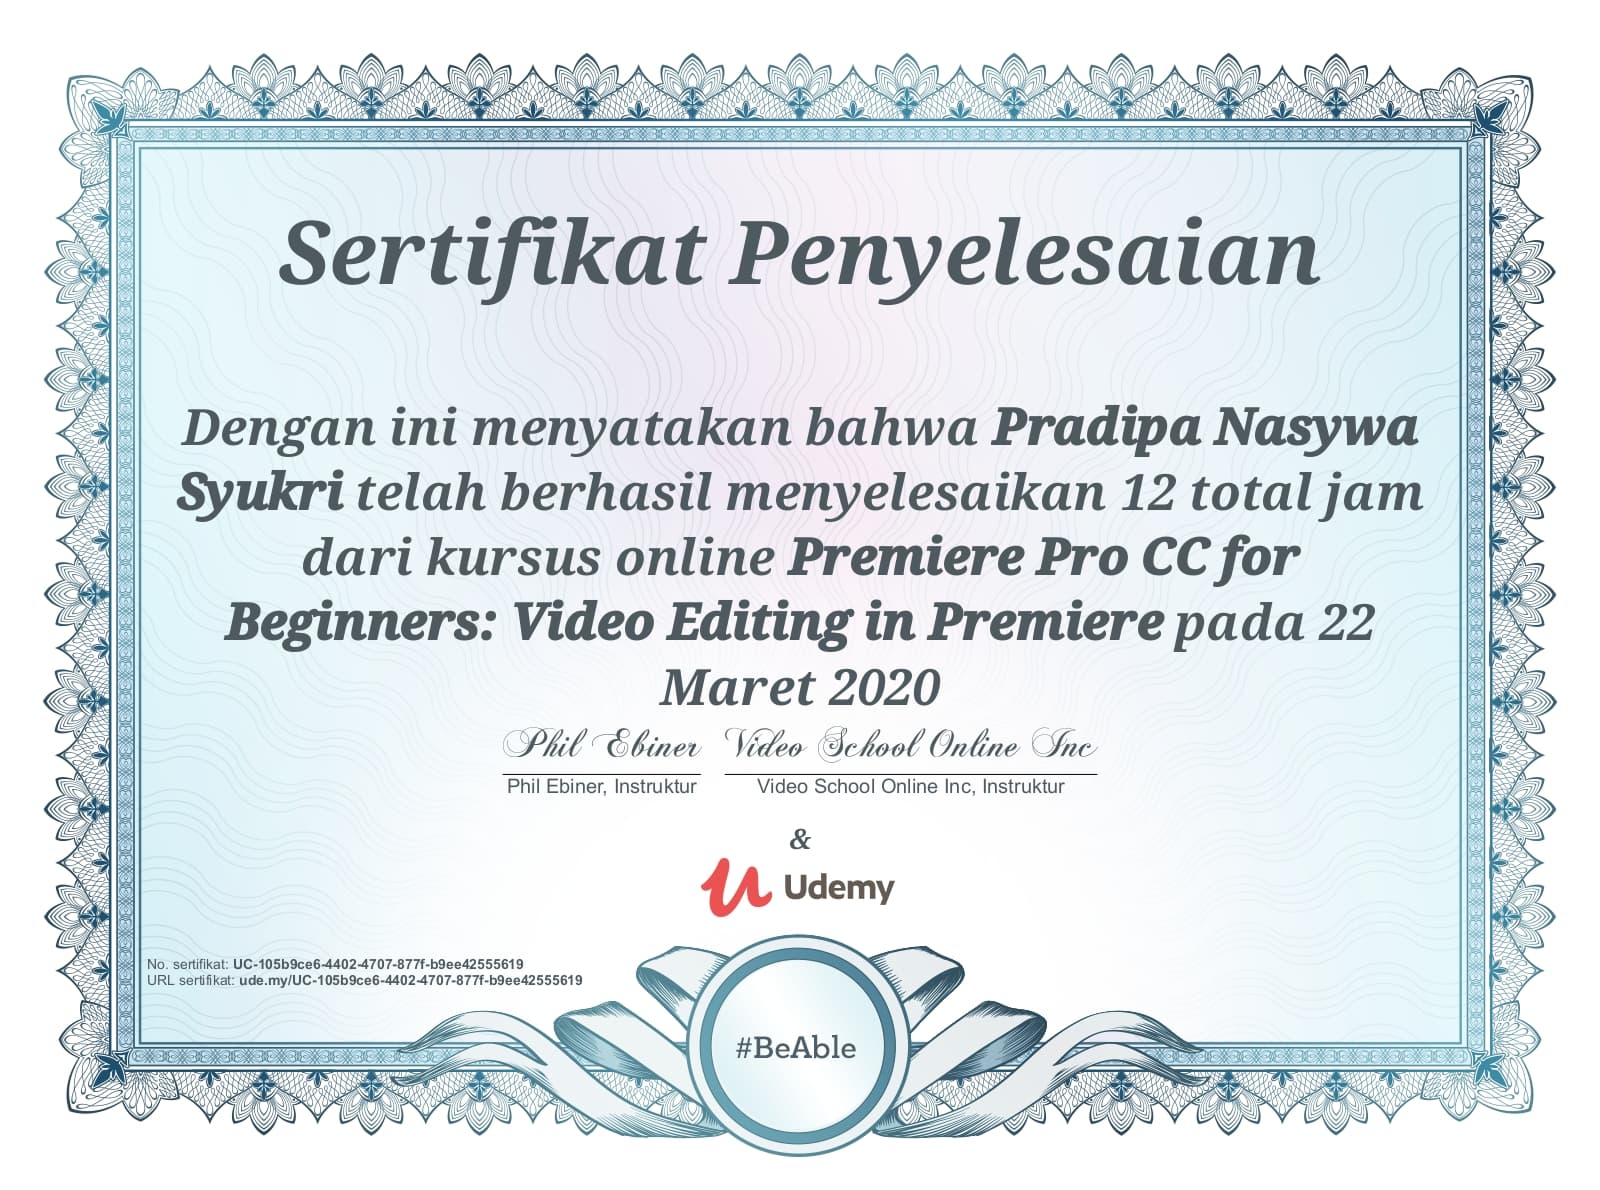 Sertifikat Penyelesaian
Dengan ini menyatakan bahwa Pradipa Nasywa
Syukri telah berhasil menyelesaikan 12 total jam
dari kursus online Premiere Pro CC for
Beginners: Video Editing in Premiere pada 22
Maret 2020
Phil Ebiner Video School Online Inc
Phil Ebiner, Instruktur Video School Online Inc, Instruktur
&
Udemy
No. sertifikat: UC-105b9ce6-4402-4707-877f-b9ee42555619
URL sertifikat: ude.my/UC-105b9ce6-4402-4707-877f-b9ee42555619
#BeAble